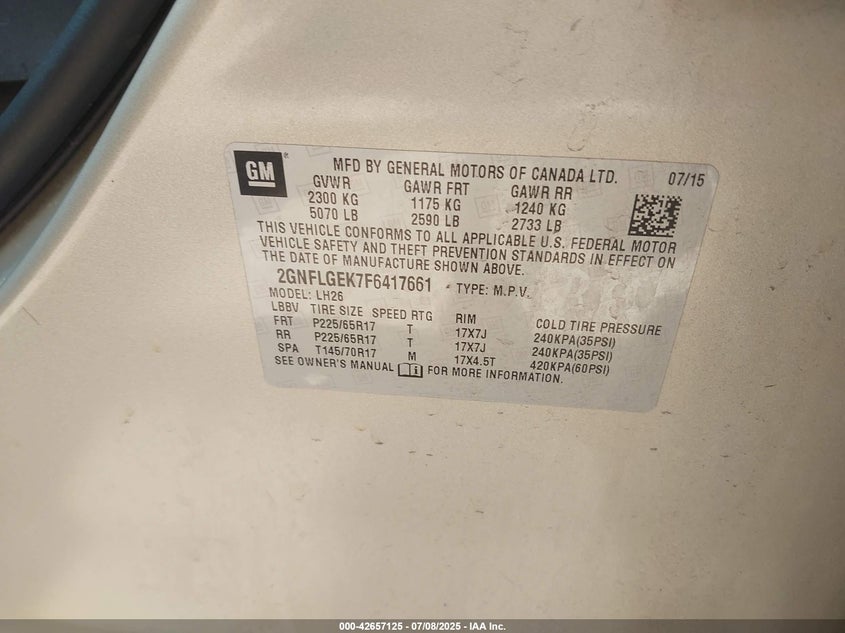 GM ®
MFD BY GENERAL MOTORS OF CANADA LTD. 07/15
GVWR GAWR FRT GAWR RR
2300 KG 1175 KG 1240 KG
5070 LB 2590 LB 2733 LB
THIS VEHICLE CONFORMS TO ALL APPLICABLE U.S. FEDERAL MOTOR
VEHICLE SAFETY AND THEFT PREVENTION STANDARDS IN EFFECT ON
THE DATE OF MANUFACTURE SHOWN ABOVE.
2GNFLGEK7F6417661 TYPE: M.P.V.
MODEL: LH26
LBBV TIRE SIZE SPEED RTG RIM COLD TIRE PRESSURE
FRT P225/65R17 T 17X7J 240KPA(35PSI)
RR P225/65R17 T 17X7J 240KPA(35PSI)
SPA T145/70R17 M 17X4.5T 420KPA(60PSI)
SEE OWNER'S MANUAL FOR MORE INFORMATION.
000-42657125 - 07/08/2025 - IAA Inc.